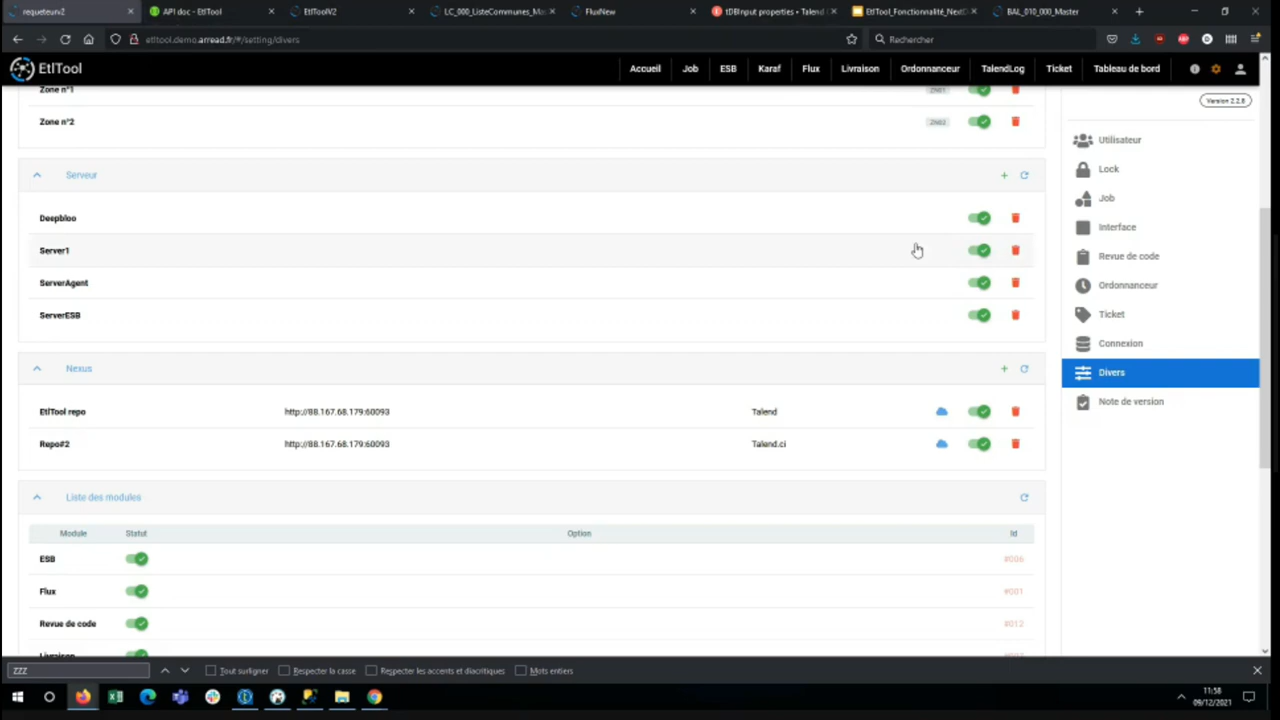 requeteurv2
API doc - EtlTool
EtlToolV2
LC_000_ListeCommunes_Ma
FluxNew
tDBInput properties • Talend
EtlTool_Fonctionnalité_Next
BAL_010_000_Master
etltool.demo.arread.fr/#/setting/divers
Rechercher
EtlTool
Accueil
Job
ESB
Karaf
Flux
Livraison
Ordonnanceur
TalendLog
Ticket
Tableau de bord
Zone n°1
ZN01
Zone n°2
ZN02
Version 2.2.8
Utilisateur
Lock
Job
Interface
Revue de code
Ordonnanceur
Ticket
Connexion
Divers
Note de version
Serveur
Deepbloo
Server1
ServerAgent
ServerESB
Nexus
EtlTool repo http://88.167.68.179:60093 Talend
Repo#2 http://88.167.68.179:60093 Talend.ci
Liste des modules
Module Statut Option Id
ESB #006
Flux #001
Revue de code #012
Livraison
ZZZ
Tout surligner
Respecter la casse
Respecter les accents et diacritiques
Mots entiers
11:58
09/12/2021